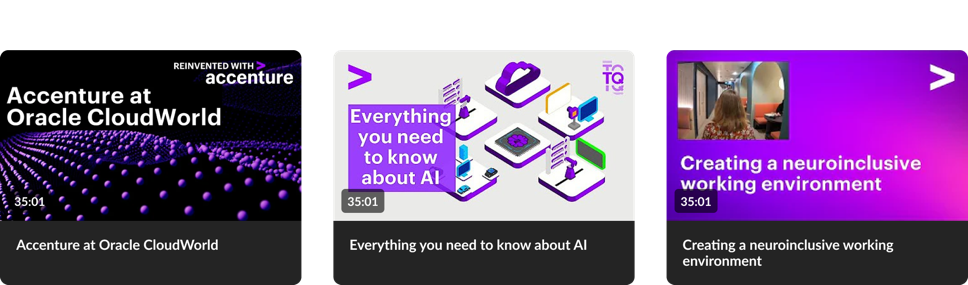 REINVENTED WITH >
accenture
Accenture at
Oracle CloudWorld
35:01
Accenture at Oracle CloudWorld
TQ
Everything
you need
to know
about AI
35:01
Everything you need to know about AI
Creating a neuroinclusive
working environment
35:01
Creating a neuroinclusive working
environment